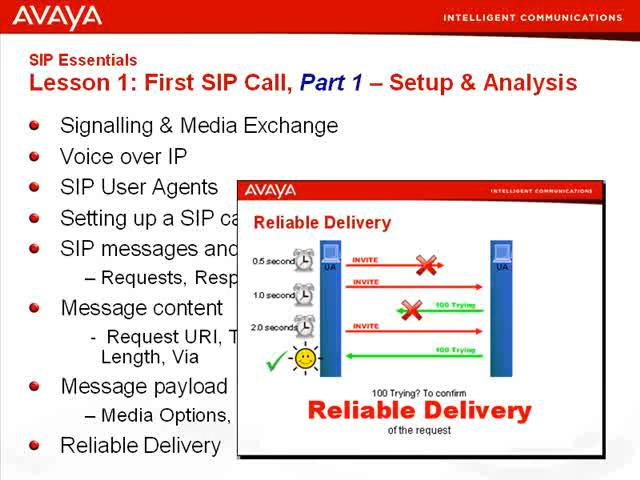 AVAYA
INTELLIGENT COMMUNICATIONS
SIP Essentials
Lesson 1: First SIP Call, Part 1 – Setup & Analysis
Signalling & Media Exchange
Voice over IP
SIP User Agents
Setting up a SIP
SIP messages and
– Requests,
Message content
- Request URI,
Length, Via
Message payload
– Media Options,
Reliable Delivery
AVAYA
INTELLIGENT COMMUNICATIONS
Reliable Delivery
0.5 second
UA
INVITE
UA
1.0 second
INVITE
100 Trying
2.0 seconds
INVITE
100 Trying
100 Trying? To confirm
Reliable Delivery
of the request